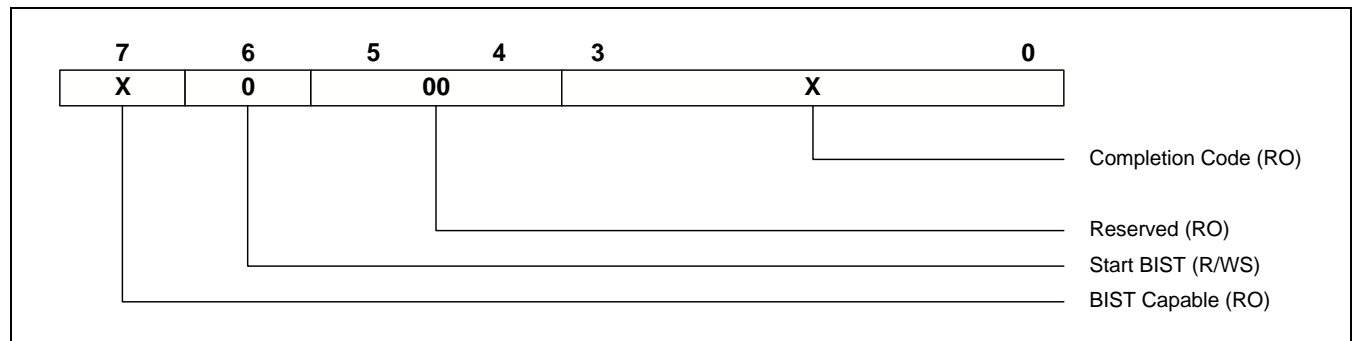 7 6 5 4 3 0
X 0 00 X
Completion Code (RO)
Reserved (RO)
Start BIST (R/WS)
BIST Capable (RO)